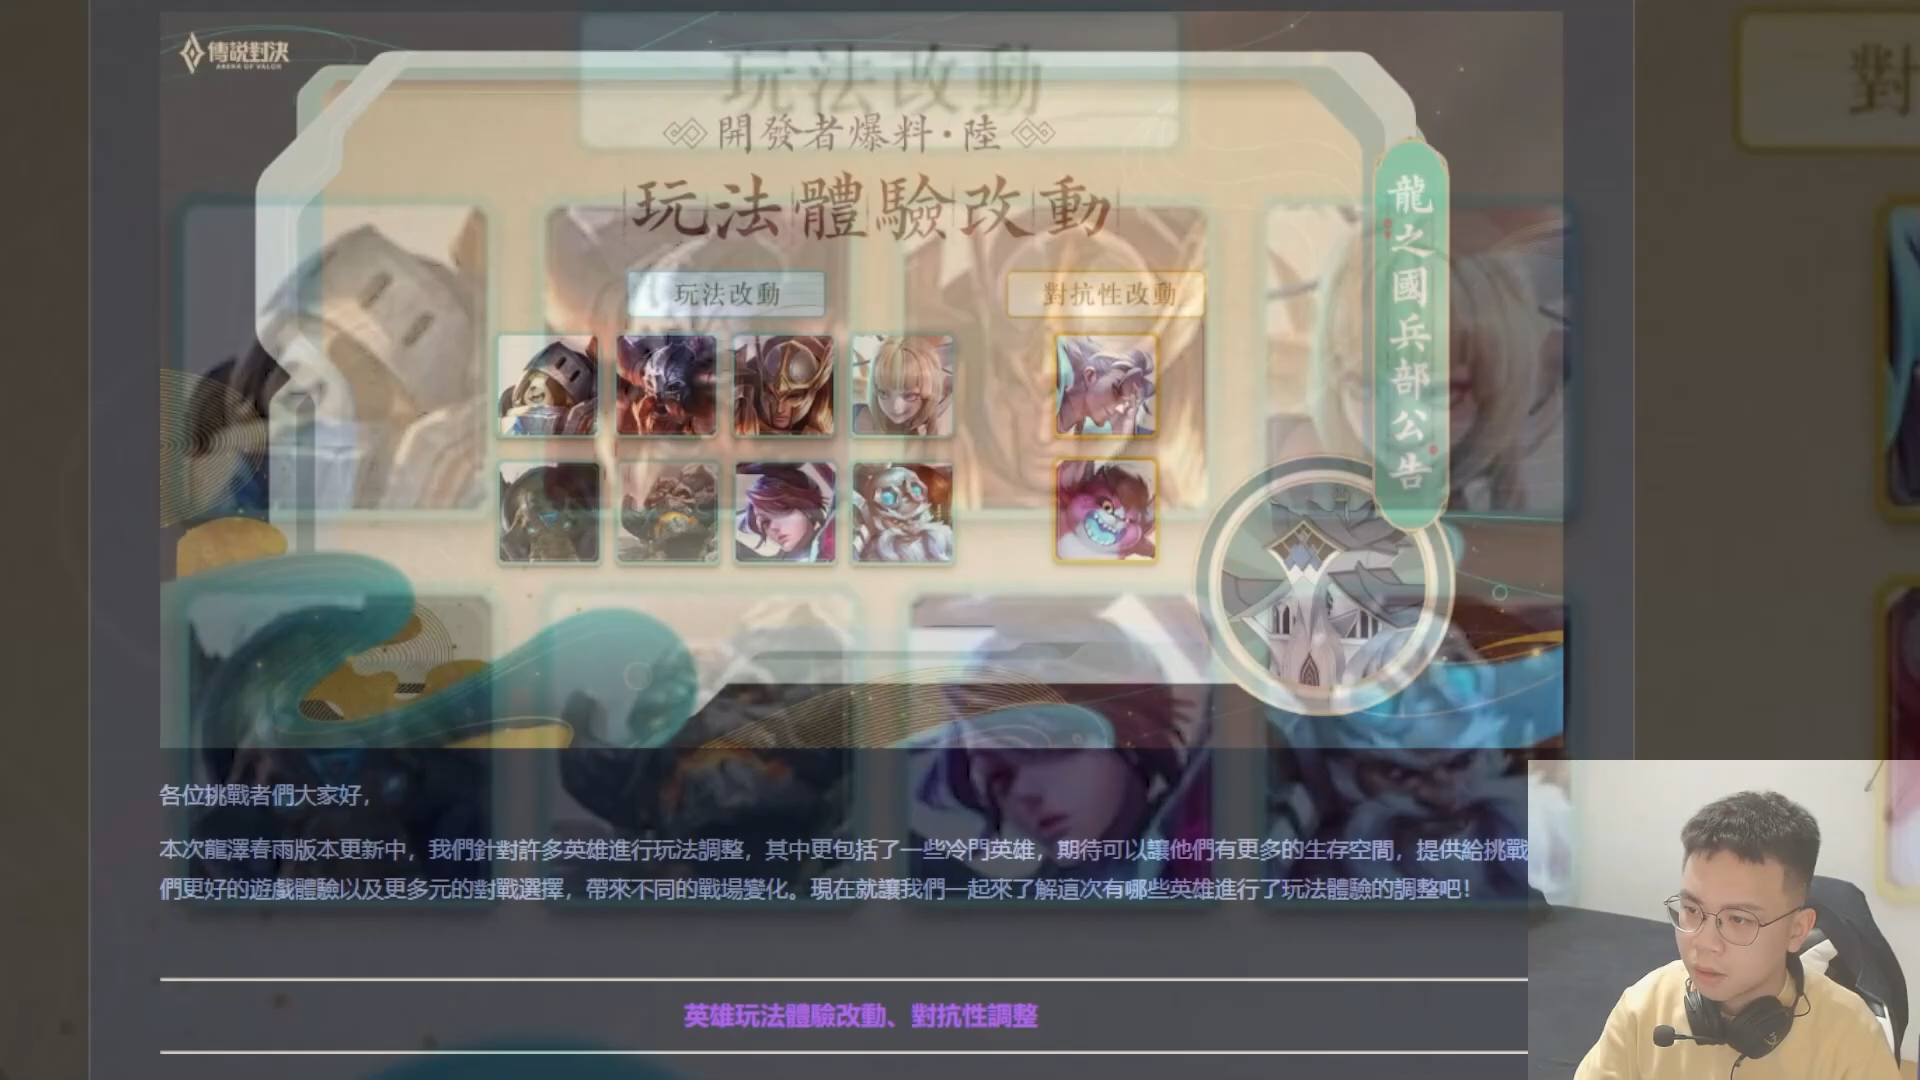 傳說對決
ARENA OF VALOR
玩法改動
開發者爆料·陸
玩法體驗改動
玩法改動
對抗性改動
龍之國兵部公告
對
各位挑戰者們大家好，
本次龍澤春雨版本更新中，我們針對許多英雄進行玩法調整，其中更包括了一些冷門英雄，期待可以讓他們有更多的生存空間，提供給挑戰
們更好的遊戲體驗以及更多元的對戰選擇，帶來不同的戰場變化。現在就讓我們一起來了解這次有哪些英雄進行了玩法體驗的調整吧！
英雄玩法體驗改動、對抗性調整